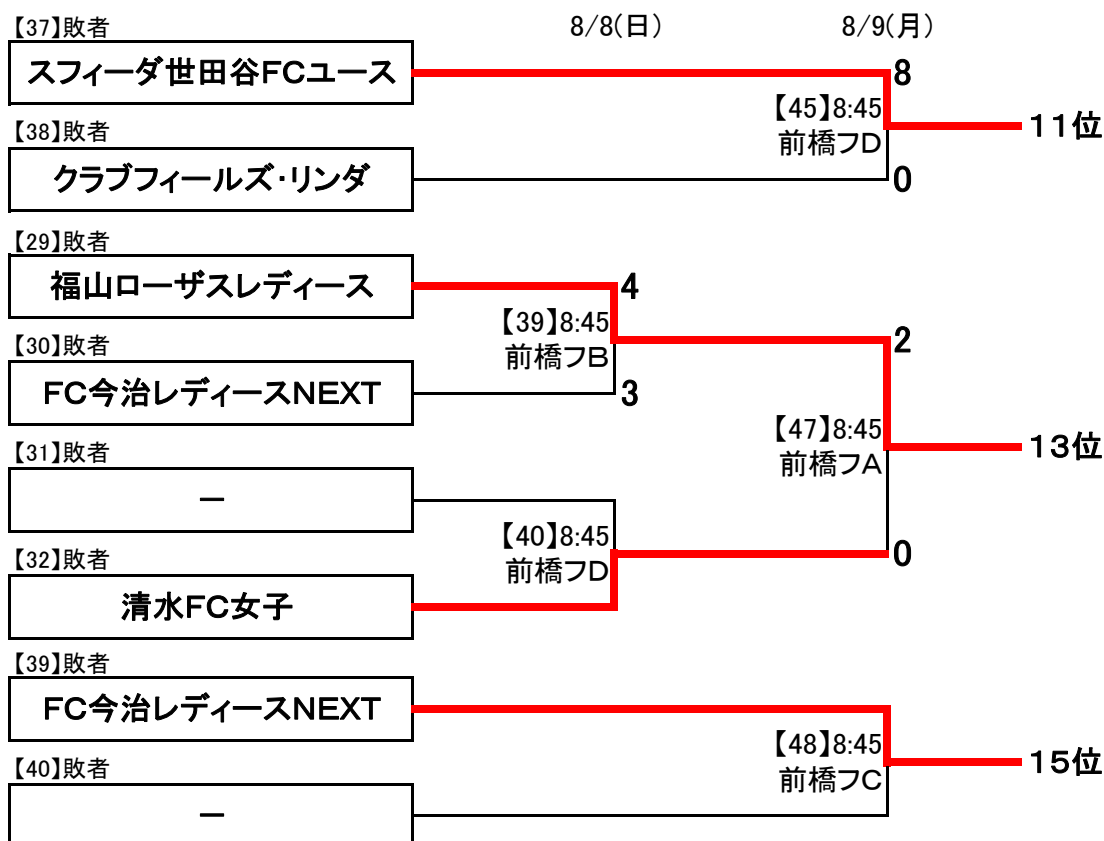 【37】敗者
8/8(日)
8/9(月)
スフィーダ世田谷FCユース
8
【45】8:45
前橋フD
11位
【38】敗者
クラブフィールズ・リンダ
0
【29】敗者
福山ローザスレディース
4
【39】8:45
前橋フB
2
【30】敗者
FC今治レディースNEXT
3
【47】8:45
前橋フA
13位
【31】敗者
ー
【40】8:45
前橋フD
0
【32】敗者
清水FC女子
【39】敗者
FC今治レディースNEXT
【48】8:45
前橋フC
15位
【40】敗者
ー